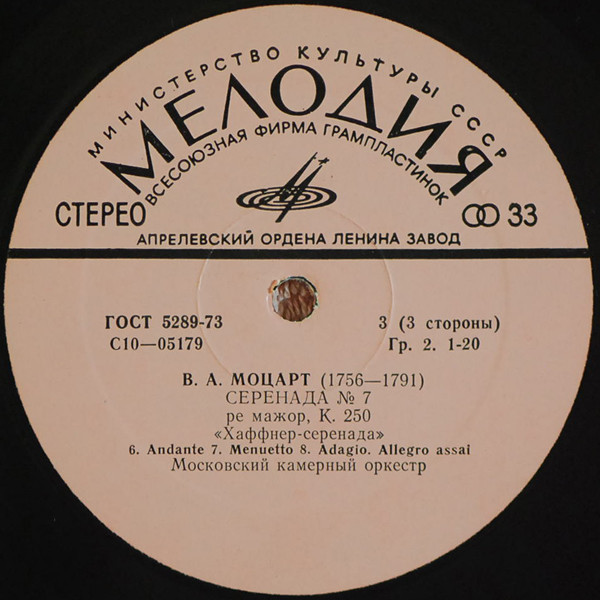 МИНИСТЕРСТВО КУЛЬТУРЫ СССР
МЕЛОДИЯ
ВСЕСОЮЗНАЯ ФИРМА ГРАМПЛАСТИНОК
СТЕРЕО 33
АПРЕЛЕВСКИЙ ОРДЕНА ЛЕНИНА ЗАВОД
ГОСТ 5289-73 3 (3 стороны)
С10—05179 Гр. 2. 1-20
В. А. МОЦАРТ (1756—1791)
СЕРЕНАДА № 7
ре мажор, К. 250
«Хаффнер-серенада»
6. Andante 7. Menuetto 8. Adagio. Allegro assai
Московский камерный оркестр